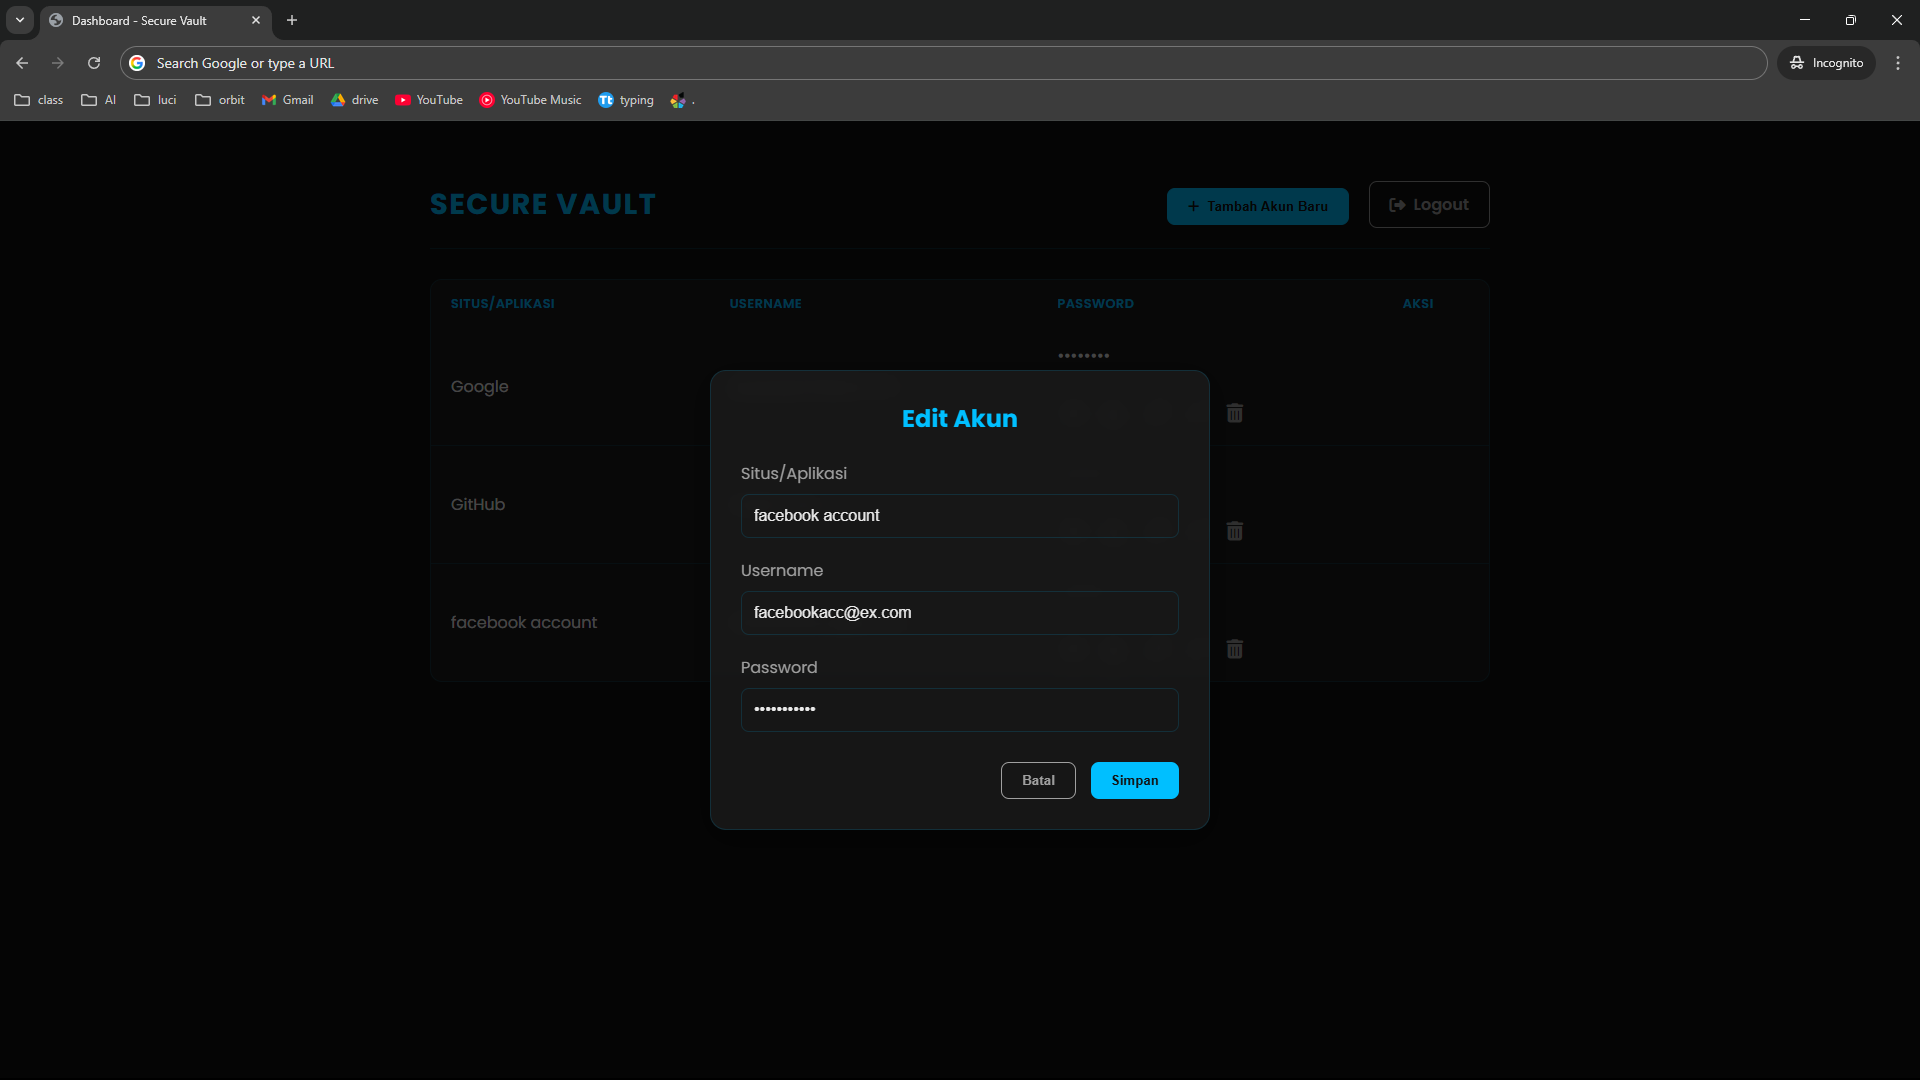 Dashboard - Secure Vault
Search Google or type a URL
Incognito
class AI luci orbit Gmail drive YouTube YouTube Music Tt typing .
SECURE VAULT
+ Tambah Akun Baru
Logout
SITUS/APLIKASI USERNAME PASSWORD AKSI
••••••••
Google
GitHub
facebook account
Edit Akun
Situs/Aplikasi
facebook account
Username
facebookacc@ex.com
Password
•••••••••••
Batal Simpan